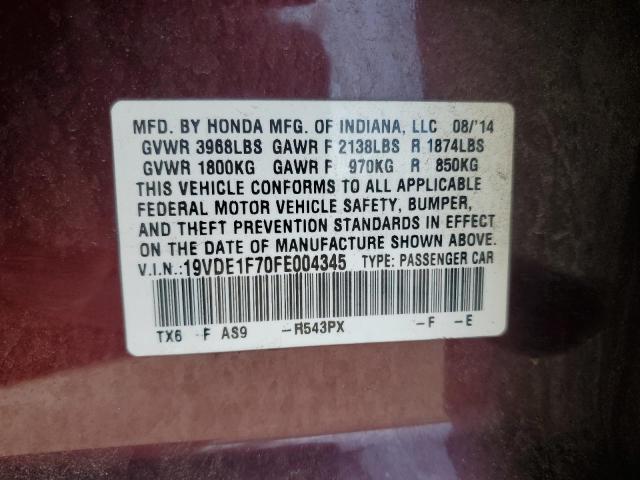 MFD. BY HONDA MFG. OF INDIANA, LLC 08/'14
GVWR 3968LBS GAWR F 2138LBS R 1874LBS
GVWR 1800KG GAWR F 970KG R 850KG
THIS VEHICLE CONFORMS TO ALL APPLICABLE
FEDERAL MOTOR VEHICLE SAFETY, BUMPER,
AND THEFT PREVENTION STANDARDS IN EFFECT
ON THE DATE OF MANUFACTURE SHOWN ABOVE.
V.I.N.:19VDE1F70FE004345 TYPE: PASSENGER CAR
TX6 -F AS9 -R543PX -F -E